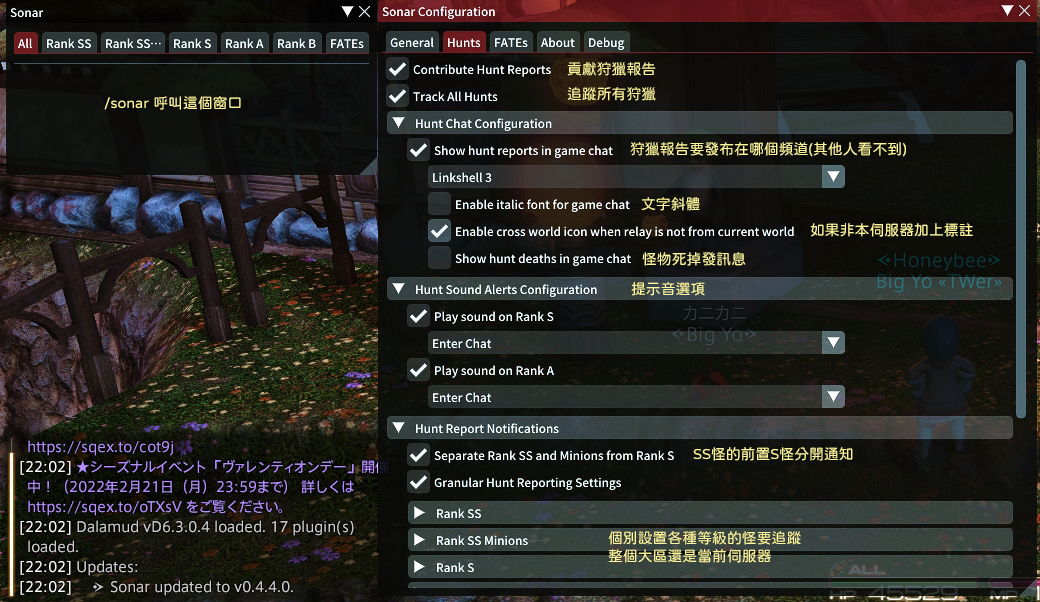 Sonar
All Rank SS Rank SS… Rank S Rank A Rank B FATEs
/sonar 呼叫這個窗口
https://sqex.to/cot9j
[22:02] ★シーズナルイベント「ヴァレンティオンデー」開催
中！（2022年2月21日（月）23:59まで） 詳しくは
https://sqex.to/oTXsV をご覧ください。
[22:02] Dalamud vD6.3.0.4 loaded. 17 plugin(s)
loaded.
[22:02] Updates:
[22:02] Sonar updated to v0.4.4.0.
Sonar Configuration
General Hunts FATEs About Debug
Contribute Hunt Reports 貢獻狩獵報告
Track All Hunts 追蹤所有狩獵
Hunt Chat Configuration
Show hunt reports in game chat 狩獵報告要發布在哪個頻道(其他人看不到)
Linkshell 3
Enable italic font for game chat 文字斜體
Enable cross world icon when relay is not from current world 如果非本伺服器加上標註
Show hunt deaths in game chat 怪物死掉發訊息
<Honeybee>
Big Yo «TWer»
Hunt Sound Alerts Configuration 提示音選項
Play sound on Rank S
カニカニ
<Big Yo>
Enter Chat
Play sound on Rank A
Enter Chat
Hunt Report Notifications
Separate Rank SS and Minions from Rank S SS怪的前置S怪分開通知
Granular Hunt Reporting Settings
Rank SS
Rank SS Minions 個別設置各種等級的怪要追蹤
整個大區還是當前伺服器
Rank S
ALL
HP 45529 MP